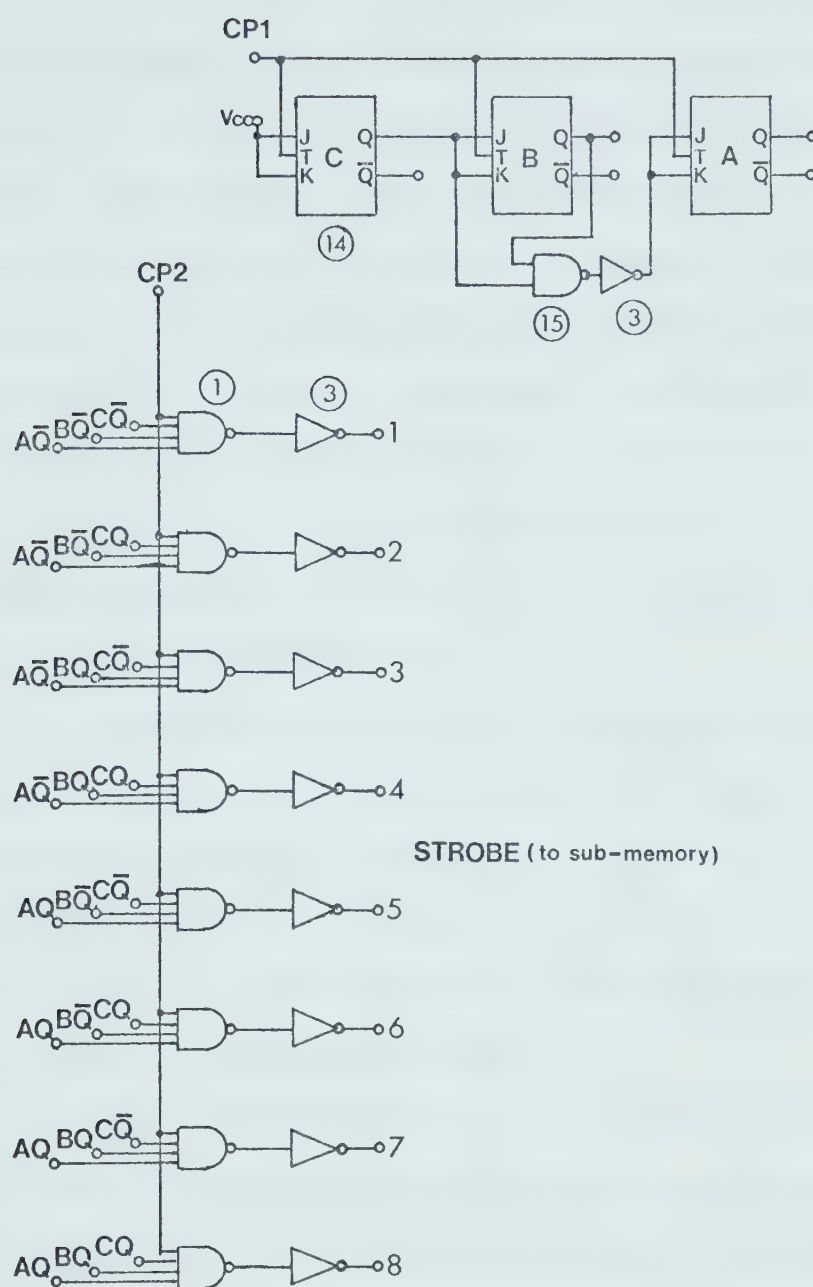 CP1
Vcc
J Q
T C
K Q̅
J Q
T B
K Q̅
J Q
T A
K Q̅
14
15
3
CP2
1
3
AQ̅ BQ̅ CQ̅ 1
AQ̅ BQ̅ CQ 2
AQ̅ BQ CQ̅ 3
AQ̅ BQ CQ 4
STROBE (to sub-memory)
AQ BQ̅ CQ̅ 5
AQ BQ̅ CQ 6
AQ BQ CQ̅ 7
AQ BQ CQ 8